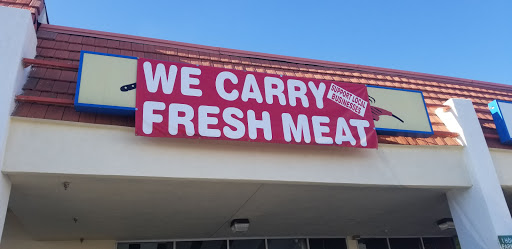 WE CARRY
SUPPORT LOCAL
BUSINESSES
FRESH MEAT